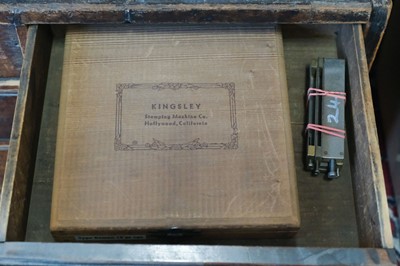 KINGSLEY
Stamping Machine Co.
Hollywood, California
24